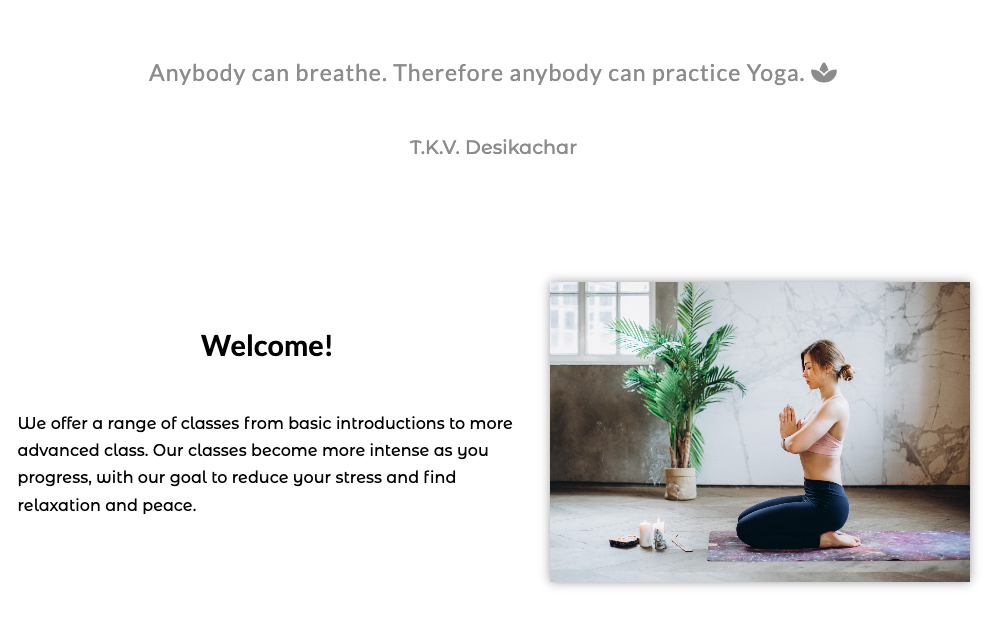 Anybody can breathe. Therefore anybody can practice Yoga.
T.K.V. Desikachar
Welcome!
We offer a range of classes from basic introductions to more
advanced class. Our classes become more intense as you
progress, with our goal to reduce your stress and find
relaxation and peace.